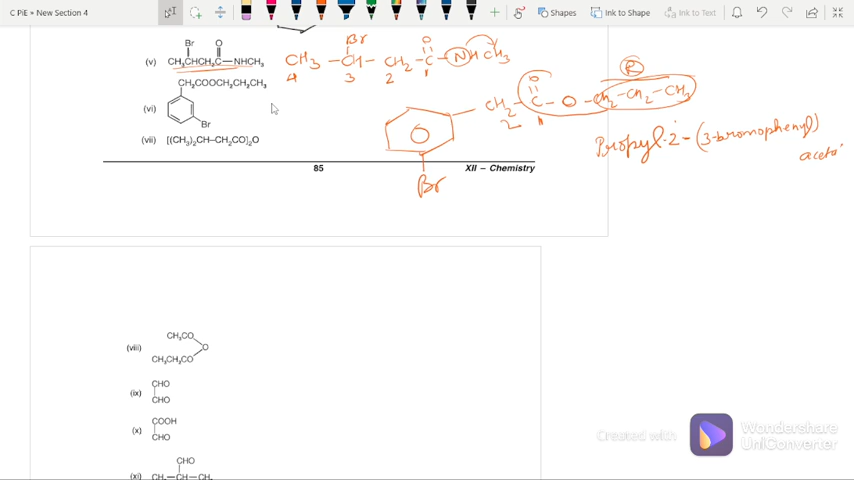 C PiE » New Section 4
Shapes
Ink to Shape
Ink to Text
Br O
(v) CH₃CHCH₂C—NHCH₃
CH₂COOCH₂CH₂CH₃
(vi)
Br
(vii) [(CH₃)₂CH–CH₂CO]₂O
85 XII – Chemistry
Br O
CH₃ – CH – CH₂ – C – NH CH₃
4 3 2 1
R
O
CH₂ – C – O – CH₂ – CH₂ – CH₃
2 1
Br
Propyl-2-(3-bromophenyl)
CH₃CO
(viii) O
CH₃CH₂CO
(ix) CHO
CHO
(x) COOH
CHO
CHO
(xi) CH₂—CH—CH₂
Created with
Wondershare
UniConverter